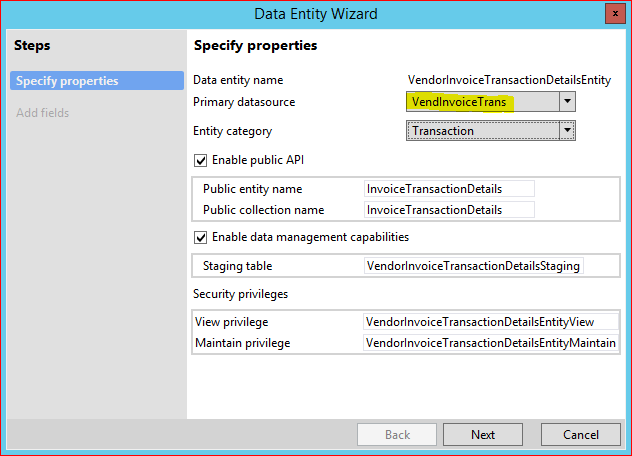 Data Entity Wizard
x
Steps
Specify properties
Add fields
Specify properties
Data entity name VendorInvoiceTransactionDetailsEntity
Primary datasource VendInvoiceTrans
Entity category Transaction
Enable public API
Public entity name InvoiceTransactionDetails
Public collection name InvoiceTransactionDetails
Enable data management capabilities
Staging table VendorInvoiceTransactionDetailsStaging
Security privileges
View privilege VendorInvoiceTransactionDetailsEntityView
Maintain privilege VendorInvoiceTransactionDetailsEntityMaintain
Back Next Cancel